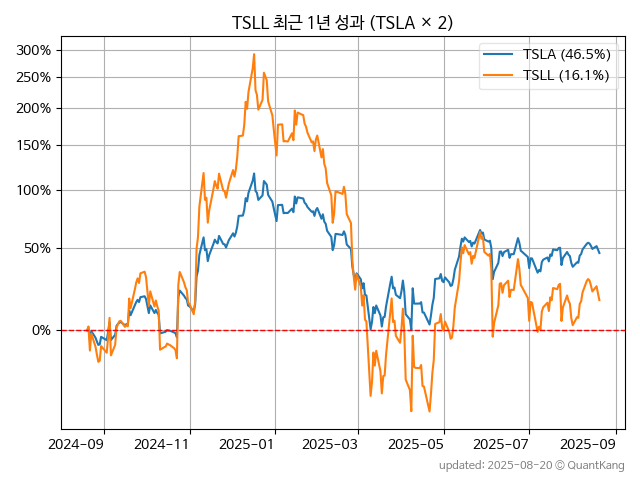 TSLL 최근 1년 성과 (TSLA × 2)
TSLA (46.5%)
TSLL (16.1%)
300%
250%
200%
150%
100%
50%
0%
2024-09 2024-11 2025-01 2025-03 2025-05 2025-07 2025-09
updated: 2025-08-20 © QuantKang